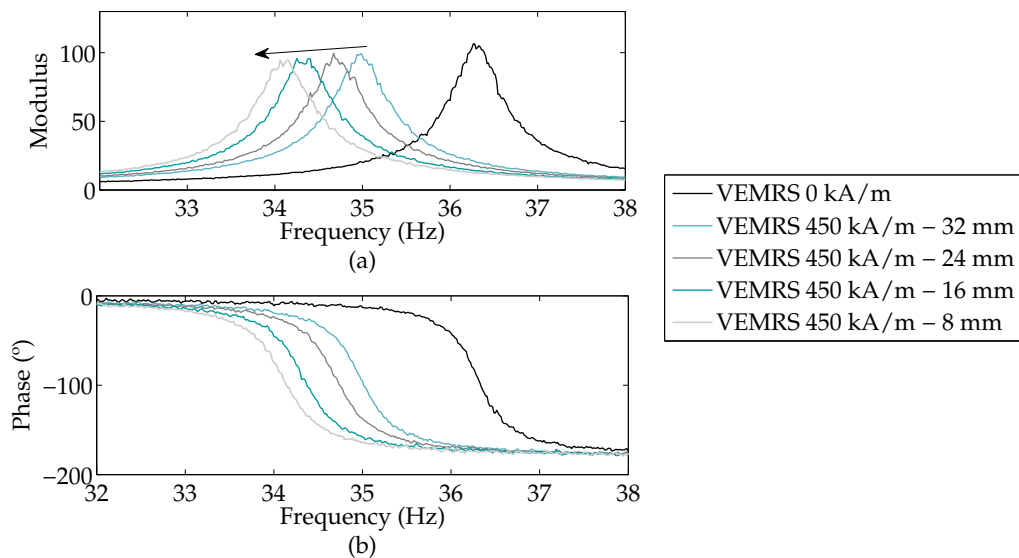 100
50
0
Modulus
33
34
35
36
37
38
Frequency (Hz)
(a)
0
−100
−200
Phase (º)
32
33
34
35
36
37
38
Frequency (Hz)
(b)
VEMRS 0 kA/m
VEMRS 450 kA/m – 32 mm
VEMRS 450 kA/m – 24 mm
VEMRS 450 kA/m – 16 mm
VEMRS 450 kA/m – 8 mm